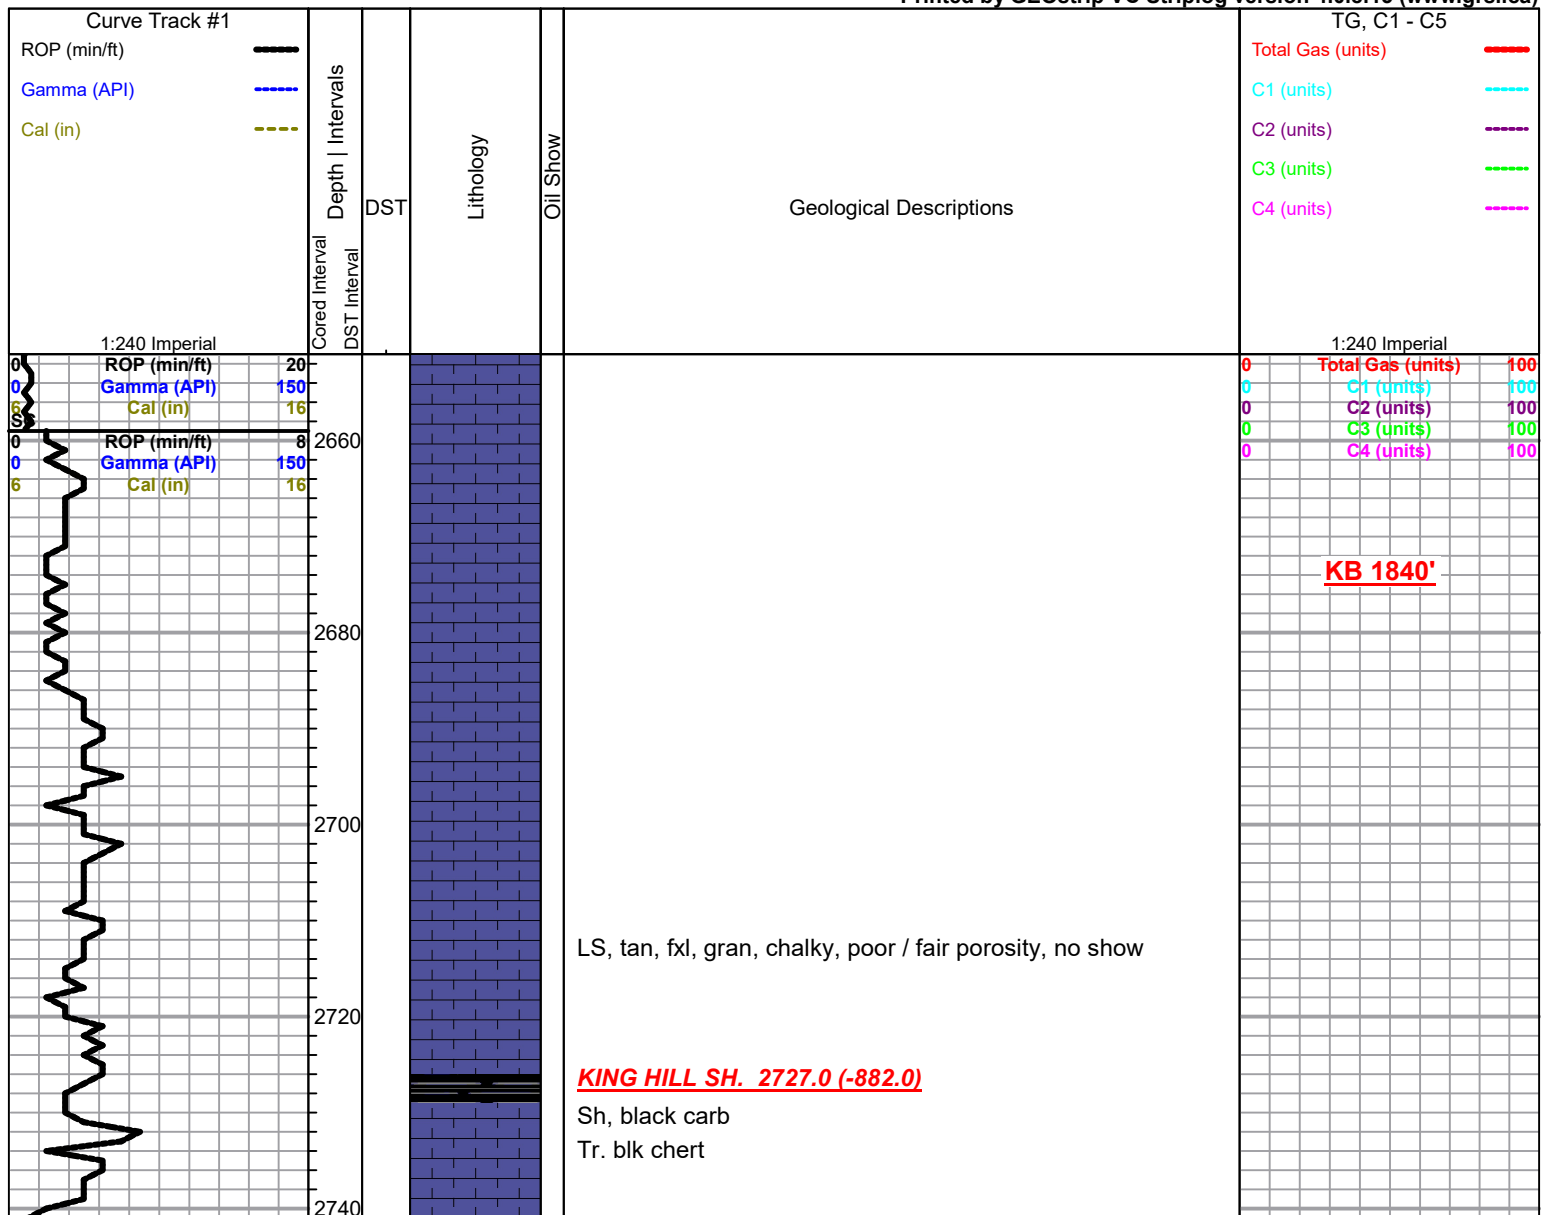 Curve Track #1
ROP (min/ft)
Gamma (API)
Cal (in)
1:240 Imperial
Depth | Intervals
Cored Interval
DST Interval
DST
Lithology
Oil Show
Geological Descriptions
TG, C1 - C5
Total Gas (units)
C1 (units)
C2 (units)
C3 (units)
C4 (units)
1:240 Imperial
0 ROP (min/ft) 20
0 Gamma (API) 150
6 Cal (in) 16
0 ROP (min/ft) 8
0 Gamma (API) 150
6 Cal (in) 16
0 Total Gas (units) 100
0 C1 (units) 100
0 C2 (units) 100
0 C3 (units) 100
0 C4 (units) 100
2660
KB 1840'
2680
2700
LS, tan, fxl, gran, chalky, poor / fair porosity, no show
2720
KING HILL SH. 2727.0 (-882.0)
Sh, black carb
Tr. blk chert
2740